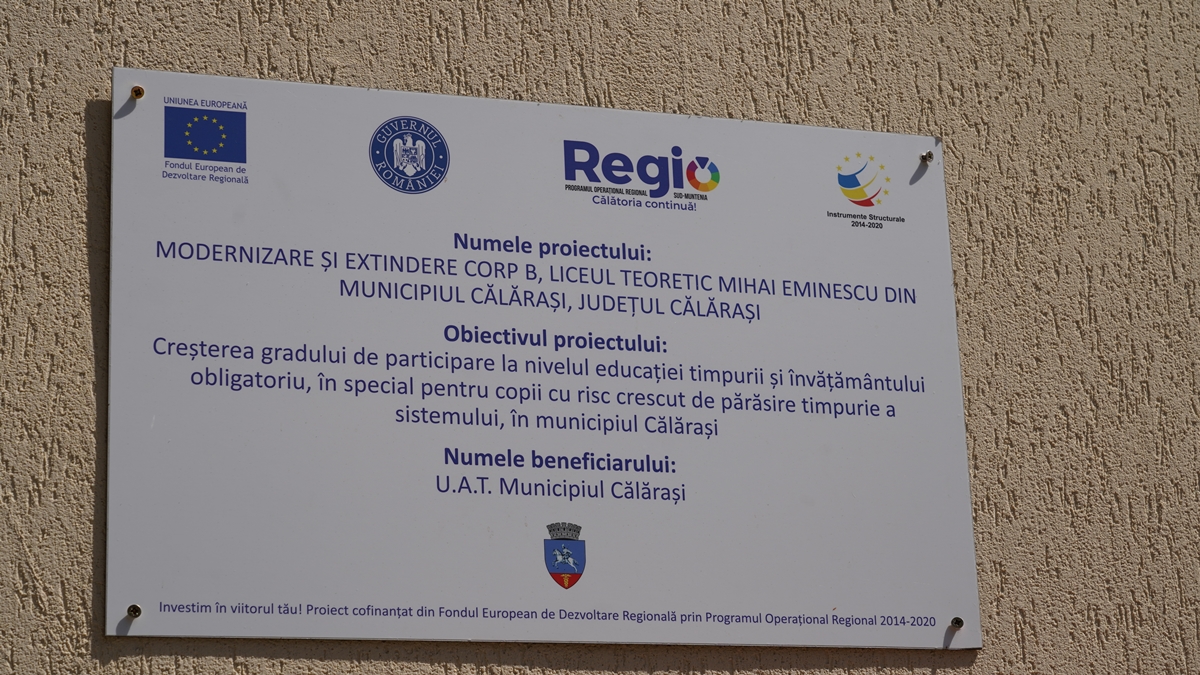 UNIUNEA EUROPEANĂ
Fondul European de
Dezvoltare Regională
GUVERNUL ROMÂNIEI
Regio
PROGRAMUL OPERAȚIONAL REGIONAL SUD-MUNTENIA
Călătoria continuă!
Instrumente Structurale
2014-2020
Numele proiectului:
MODERNIZARE ȘI EXTINDERE CORP B, LICEUL TEORETIC MIHAI EMINESCU DIN
MUNICIPIUL CĂLĂRAȘI, JUDEȚUL CĂLĂRAȘI
Obiectivul proiectului:
Creșterea gradului de participare la nivelul educației timpurii și învățământului
obligatoriu, în special pentru copii cu risc crescut de părăsire timpurie a
sistemului, în municipiul Călărași
Numele beneficiarului:
U.A.T. Municipiul Călărași
Investim în viitorul tău! Proiect cofinanțat din Fondul European de Dezvoltare Regională prin Programul Operațional Regional 2014-2020